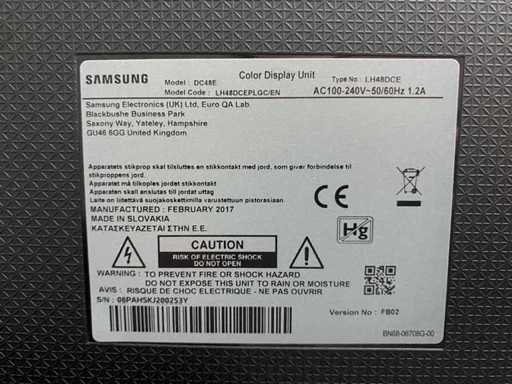 SAMSUNG
Color Display Unit
Model : DC48E
Type No : LH48DCE
Model Code : LH48DCEPLGC/EN
AC100-240V~50/60Hz 1.2A
Samsung Electronics (UK) Ltd, Euro QA Lab.
Blackbushe Business Park
Saxony Way, Yateley, Hampshire
GU46 6GG United Kingdom
Apparatets stikprop skal tilsluttes en stikkontakt med jord, som giver forbindelse til
stikproppens jord.
Apparatet må tilkoples jordet stikkontakt
Apparaten skall anslutas till jordat uttag
Laite on liitettävä suojakoskettimilla varustettuun pistorasiaan
MANUFACTURED : FEBRUARY 2017
MADE IN SLOVAKIA
ΚΑΤΑΣΚΕΥΑΖΕΤΑΙ ΣΤΗΝ Ε.Ε.
CE
Hg
CAUTION
RISK OF ELECTRIC SHOCK
DO NOT OPEN
WARNING : TO PREVENT FIRE OR SHOCK HAZARD
DO NOT EXPOSE THIS UNIT TO RAIN OR MOISTURE
AVIS : RISQUE DE CHOC ELECTRIQUE - NE PAS OUVRIR
S/N : 06PAHSKJ200253Y
Version No : FB02
BN68-06708G-00